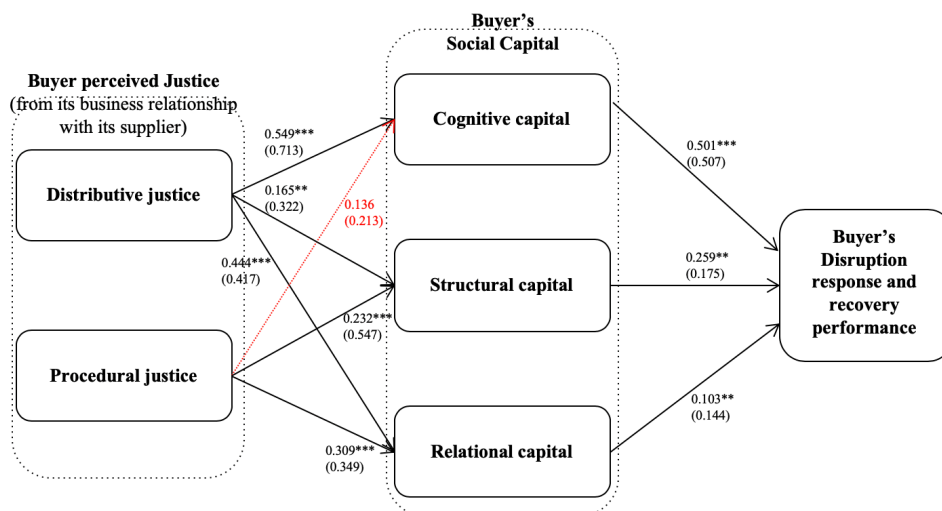 Buyer's
Social Capital
Buyer perceived Justice
(from its business relationship
with its supplier)
Cognitive capital
0.549***
(0.713)
0.501***
(0.507)
Distributive justice
0.165**
(0.322)
0.136
(0.213)
Buyer's
Disruption
response and
recovery
performance
0.444***
(0.417)
Structural capital
0.259**
(0.175)
0.232***
(0.547)
Procedural justice
0.103**
(0.144)
0.309***
(0.349)
Relational capital